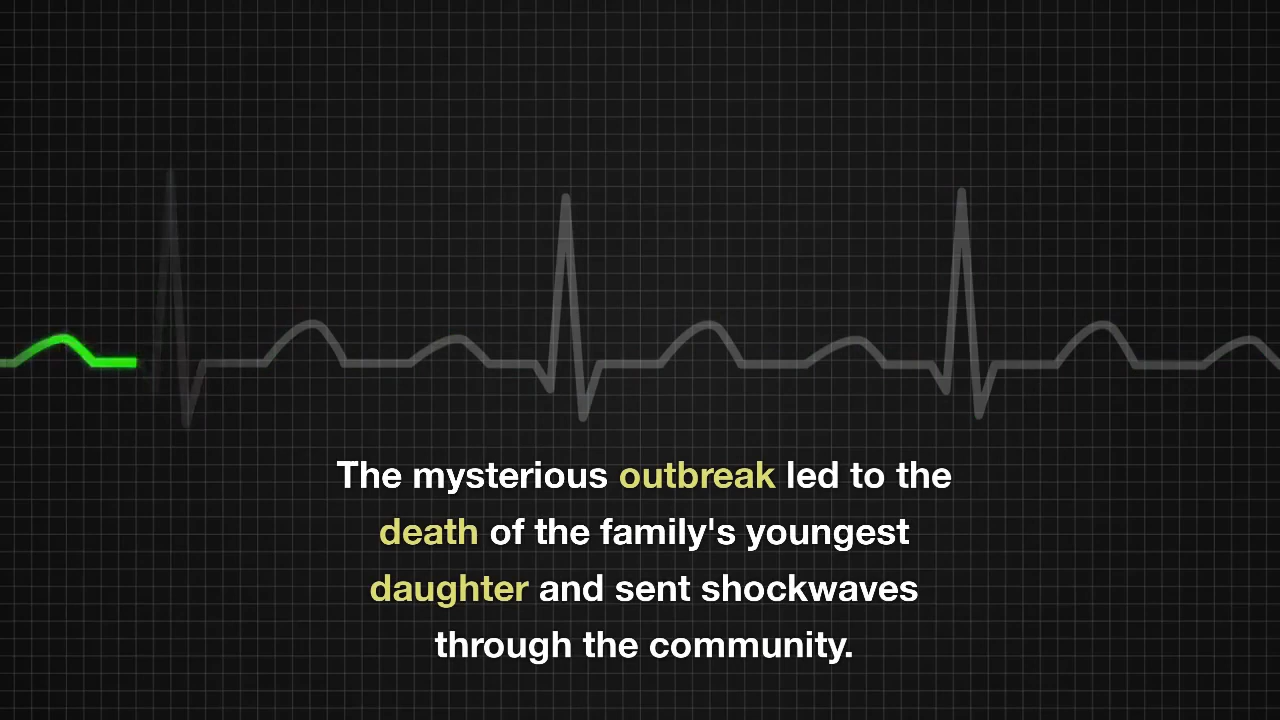 The mysterious outbreak led to the
death of the family's youngest
daughter and sent shockwaves
through the community.